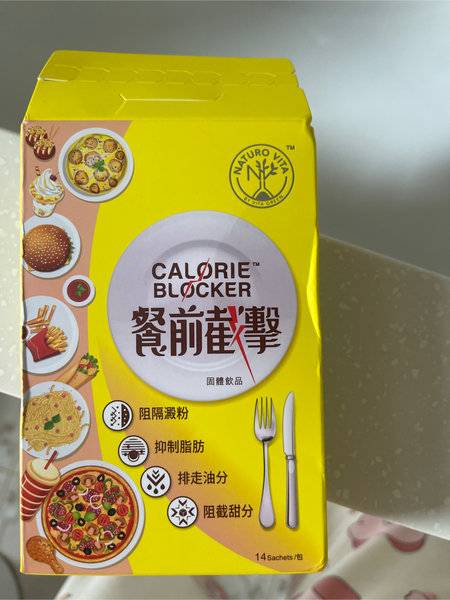 NATURO VITA
BY VITA GREEN
™
CALORIE™
BLOCKER
餐前截擊
固體飲品
阻隔澱粉
抑制脂肪
排走油分
阻截甜分
14 Sachets/包